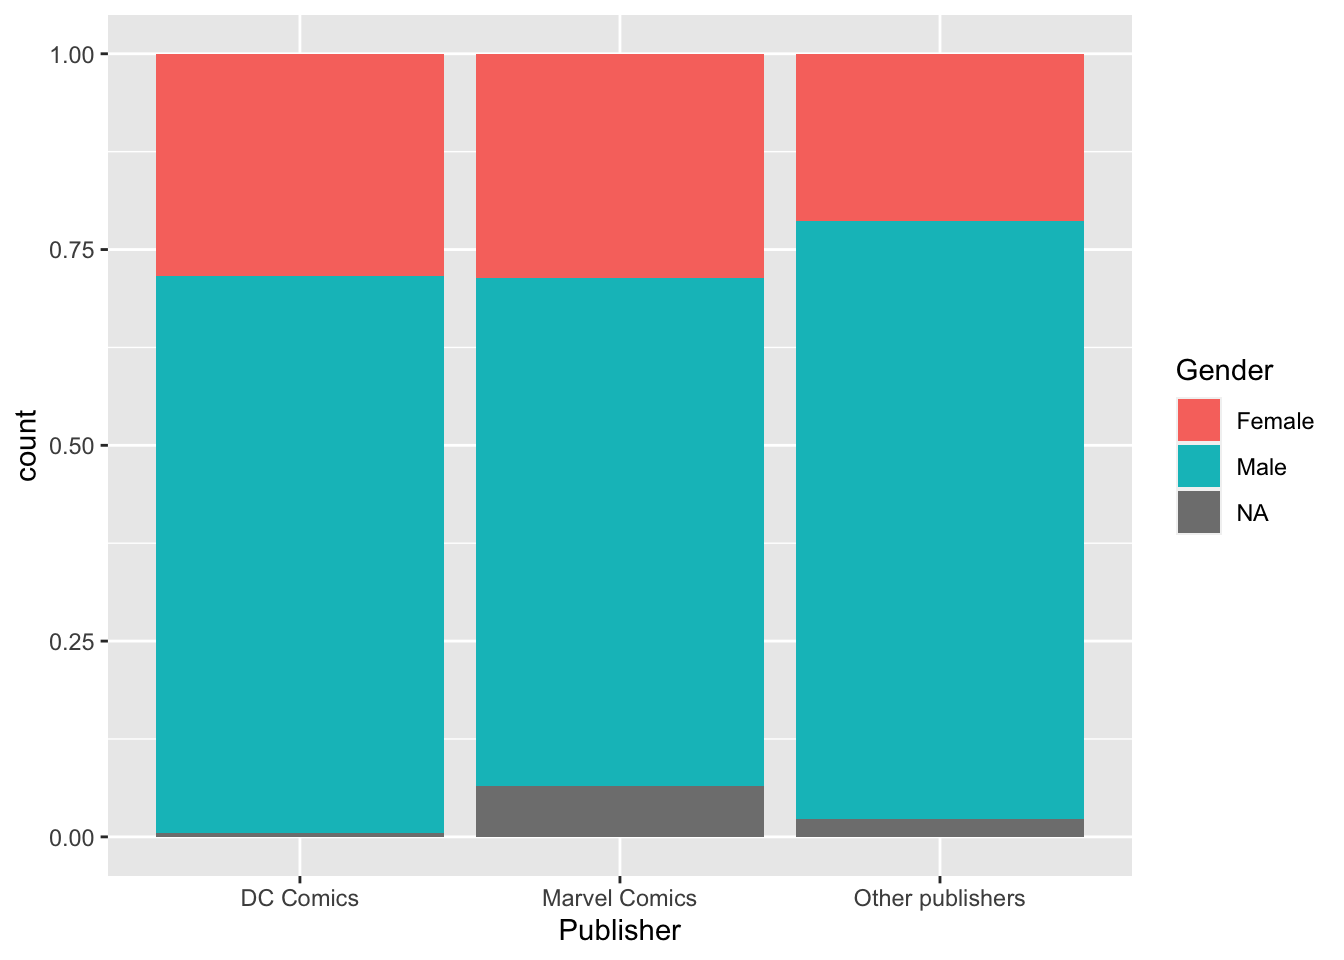 1.00
0.75
0.50
0.25
0.00
count
DC Comics
Marvel Comics
Other publishers
Publisher
Gender
Female
Male
NA